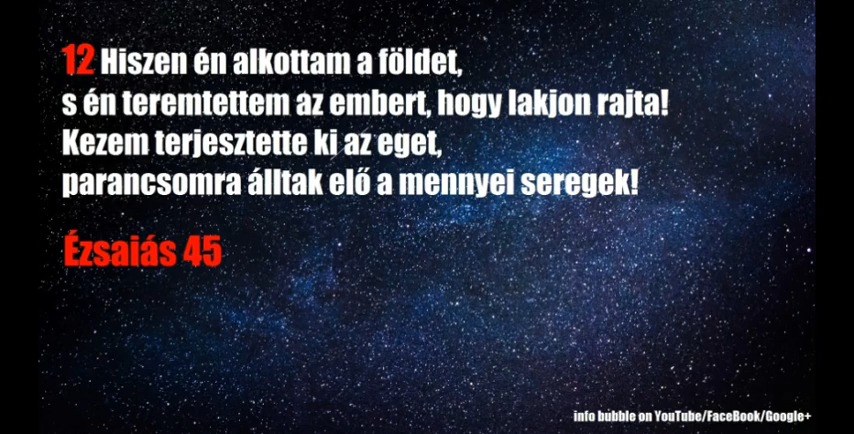 12 Hiszen én alkottam a földet,
s én teremtettem az embert, hogy lakjon rajta!
Kezem terjesztette ki az eget,
parancsomra álltak elő a mennyei seregek!
Ézsaiás 45
info bubble on YouTube/FaceBook/Google+